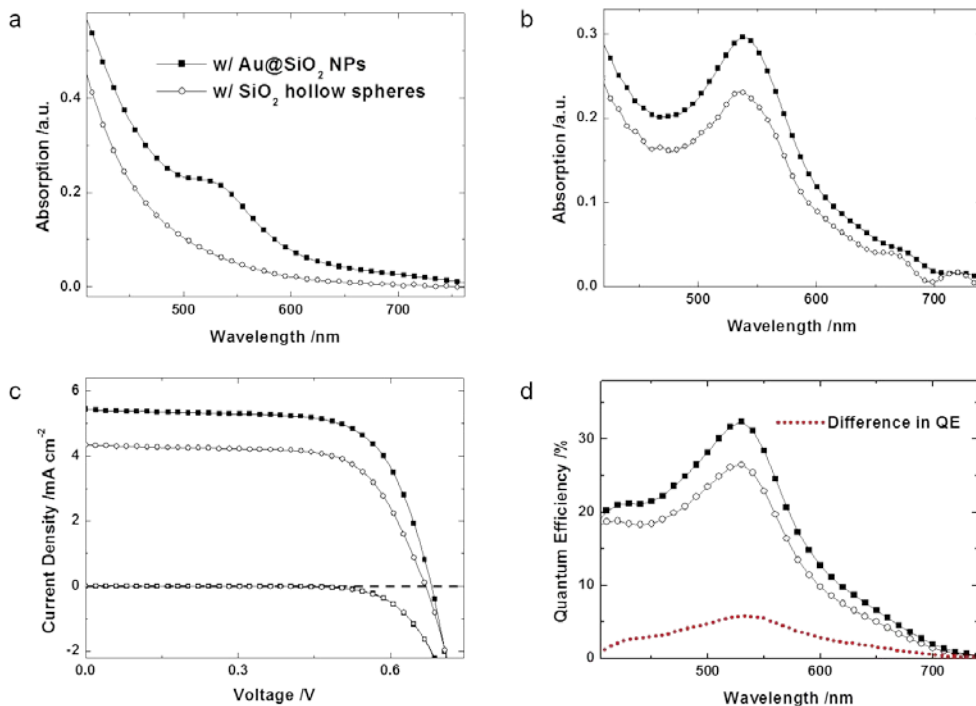 a
Absorption /a.u.
0.4
0.2
0.0
w/ Au@SiO₂ NPs
w/ SiO₂ hollow spheres
500
600
700
Wavelength /nm
b
Absorption /a.u.
0.3
0.2
0.1
0.0
500
600
700
Wavelength /nm
c
Current Density /mA cm⁻²
6
4
2
0
-2
0.0
0.3
0.6
Voltage /V
d
Quantum Efficiency /%
30
20
10
0
Difference in QE
500
600
700
Wavelength /nm